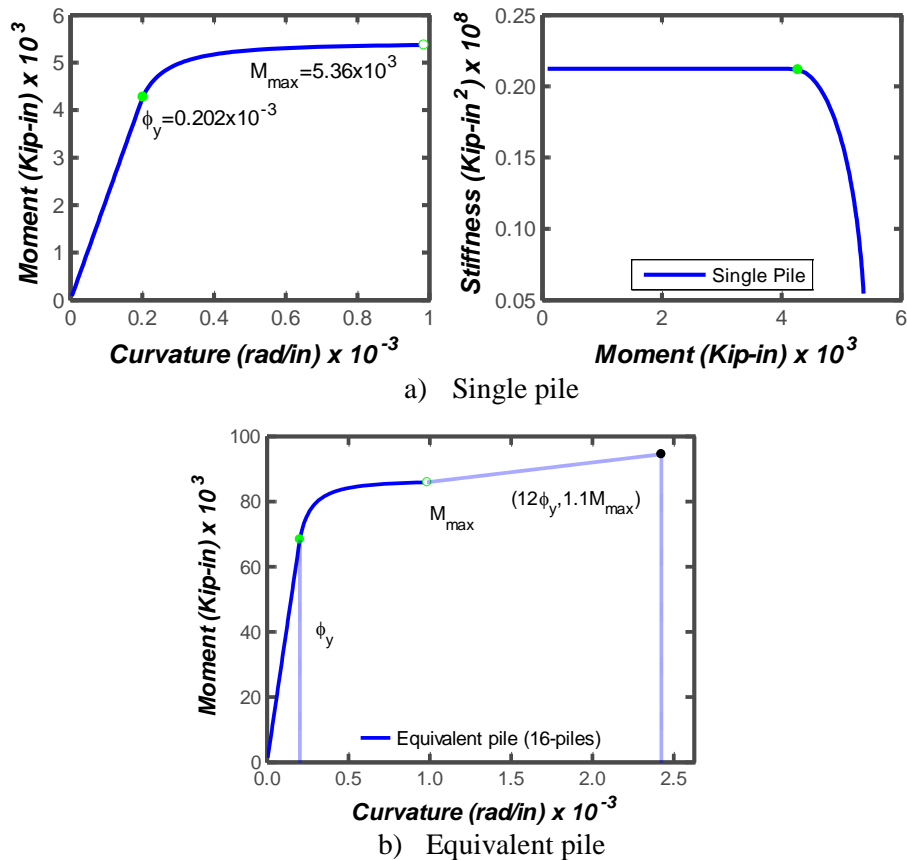 6
5
4
3
2
1
0
Moment (Kip-in) x 10^3
M_max=5.36x10^3
ϕ_y=0.202x10^-3
0 0.2 0.4 0.6 0.8 1
Curvature (rad/in) x 10^-3
0.25
0.20
0.15
0.10
0.05
Stiffness (Kip-in^2) x 10^8
Single Pile
0 2 4 6
Moment (Kip-in) x 10^3
a) Single pile
100
80
60
40
20
0
Moment (Kip-in) x 10^3
M_max
(12ϕ_y,1.1M_max)
ϕ_y
Equivalent pile (16-piles)
0.0 0.5 1.0 1.5 2.0 2.5
Curvature (rad/in) x 10^-3
b) Equivalent pile